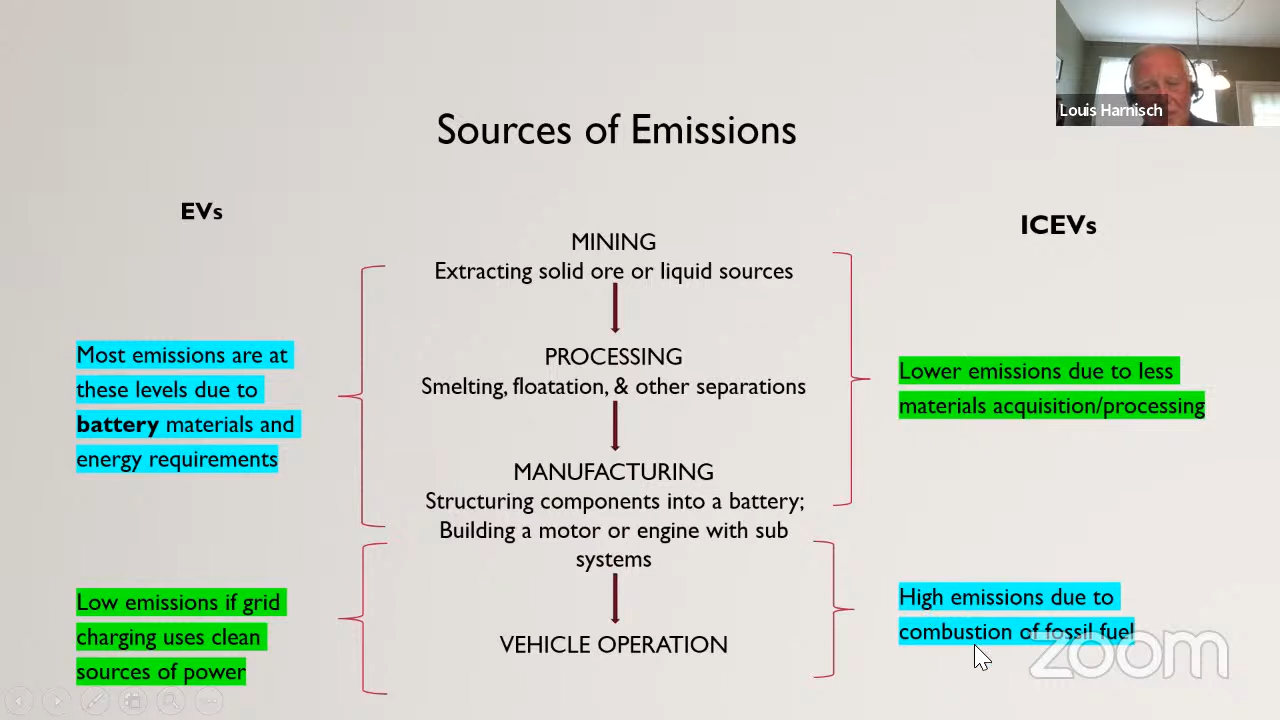 Louis Harnisch
Sources of Emissions
EVs
ICEVs
MINING
Extracting solid ore or liquid sources
PROCESSING
Smelting, floatation, & other separations
MANUFACTURING
Structuring components into a battery;
Building a motor or engine with sub
systems
VEHICLE OPERATION
Most emissions are at
these levels due to
battery materials and
energy requirements
Low emissions if grid
charging uses clean
sources of power
Lower emissions due to less
materials acquisition/processing
High emissions due to
combustion of fossil fuel
zoom